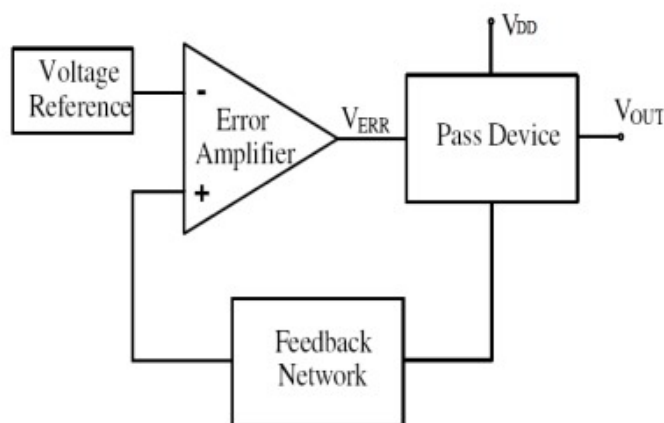 VDD
Voltage
Reference
-
Error
Amplifier
+
VERR
Pass Device
VOUT
Feedback
Network